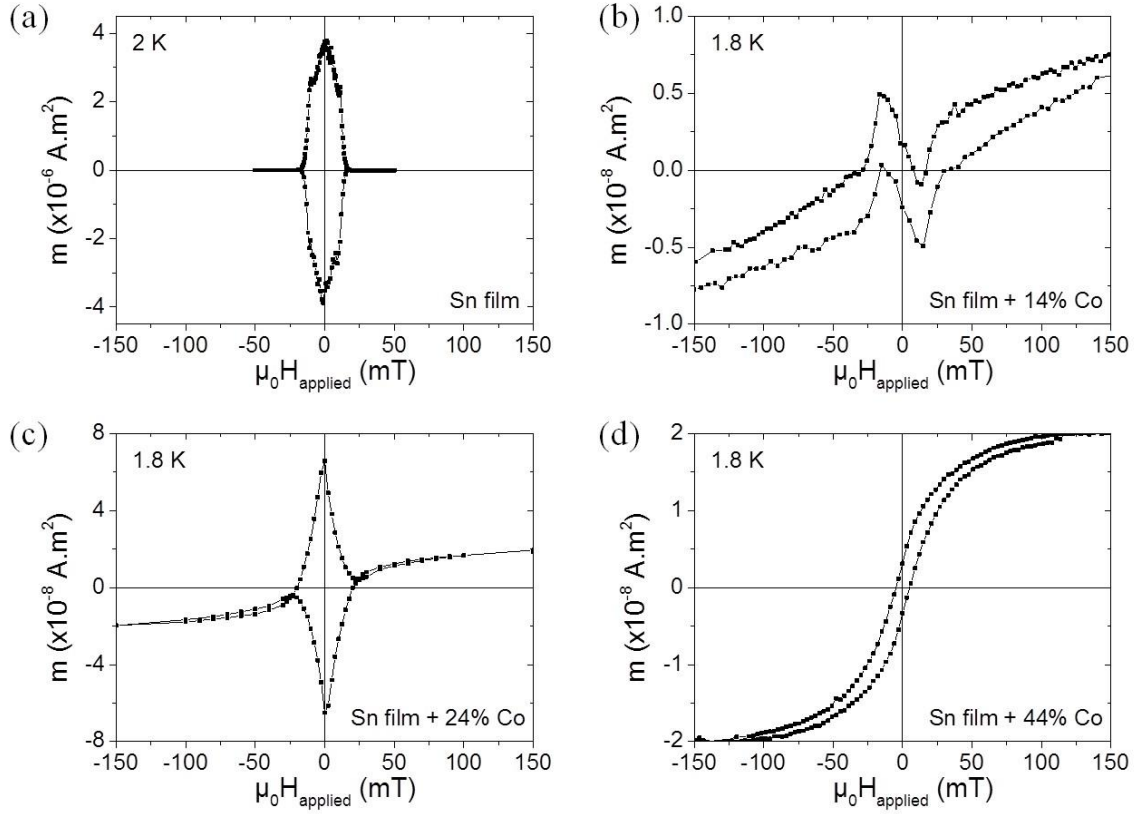 (a)
2 K
4
2
0
-2
-4
m (x10⁻⁶ A.m²)
Sn film
-150 -100 -50 0 50 100 150
μ₀H_applied (mT)
(b)
1.8 K
1.0
0.5
0.0
-0.5
-1.0
m (x10⁻⁸ A.m²)
Sn film + 14% Co
-150 -100 -50 0 50 100 150
μ₀H_applied (mT)
(c)
1.8 K
8
4
0
-4
-8
m (x10⁻⁸ A.m²)
Sn film + 24% Co
-150 -100 -50 0 50 100 150
μ₀H_applied (mT)
(d)
1.8 K
2
1
0
-1
-2
m (x10⁻⁸ A.m²)
Sn film + 44% Co
-150 -100 -50 0 50 100 150
μ₀H_applied (mT)